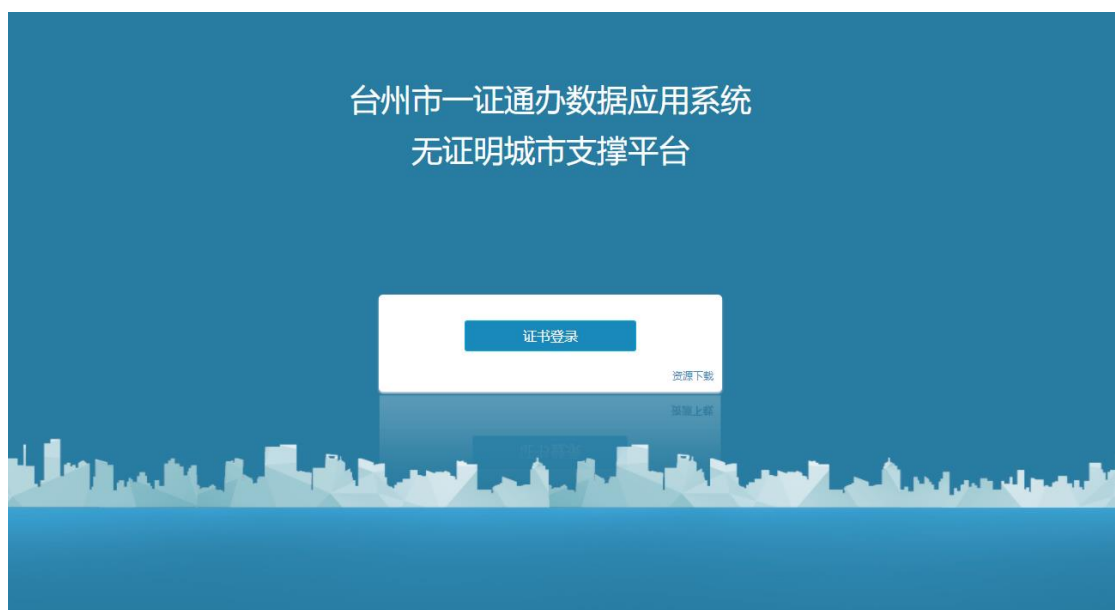 台州市一证通办数据应用系统
无证明城市支撑平台
证书登录
资源下载